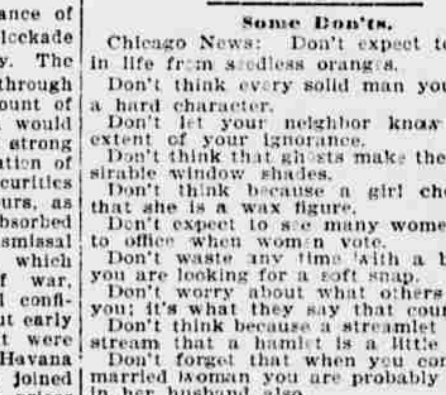 ance of
lockade
y. The
through
ount of
would
strong
ation of
curities
urs, as
bsorbed
smissal
which
f war.
l confi-
ut early
t were
Havana
joined
Some Don'ts.
Chicago News: Don't expect to
in life from seedless oranges.
Don't think every solid man you
a hard character.
Don't let your neighbor know
extent of your ignorance.
Don't think that ghosts make the
sirable window shades.
Don't think because a girl che
that she is a wax figure.
Don't expect to see many wome
to office when women vote.
Don't waste any time with a b
you are looking for a soft snap.
Don't worry about what others
you; it's what they say that coun
Don't think because a streamlet
stream that a hamlet is a little
Don't forget that when you con
married woman you are probably
in her husband also.